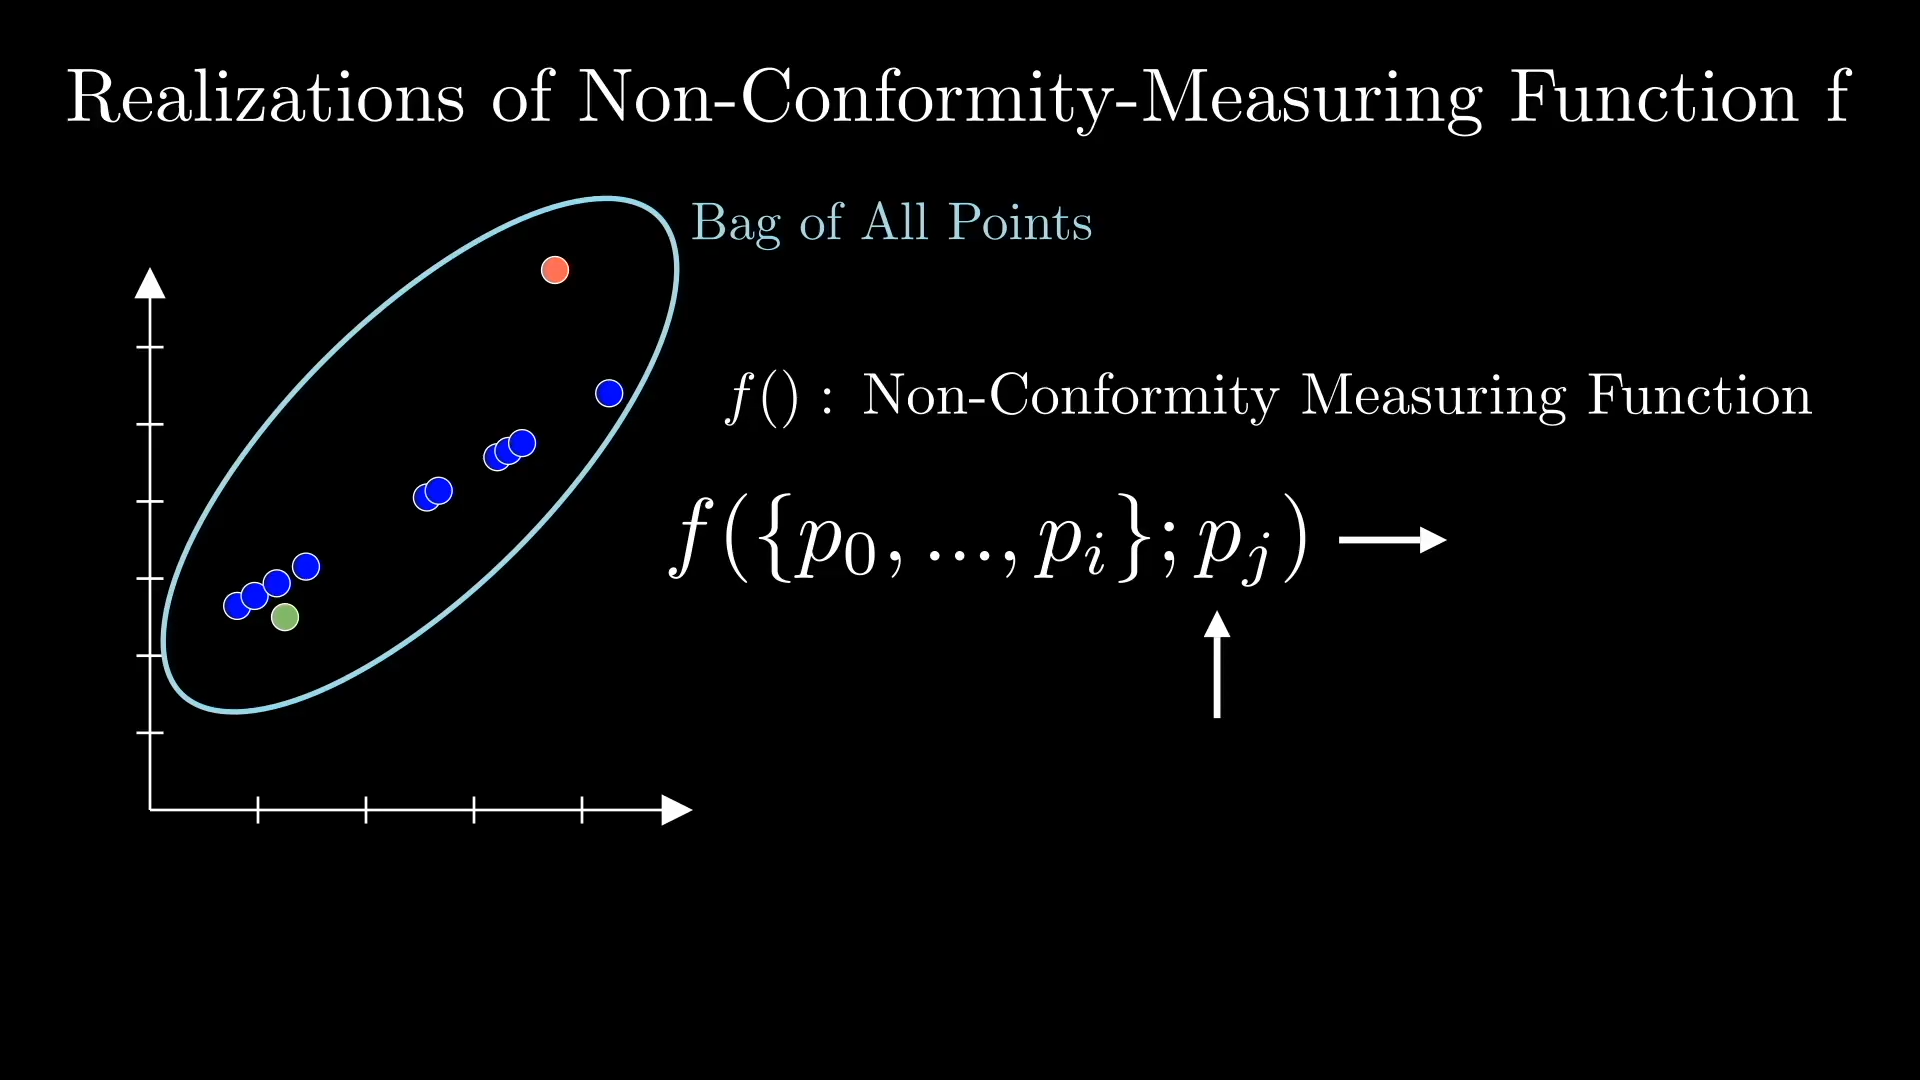 Realizations of Non-Conformity-Measuring Function f
Bag of All Points
f() : Non-Conformity Measuring Function
f({p₀, ..., pᵢ}; pⱼ)